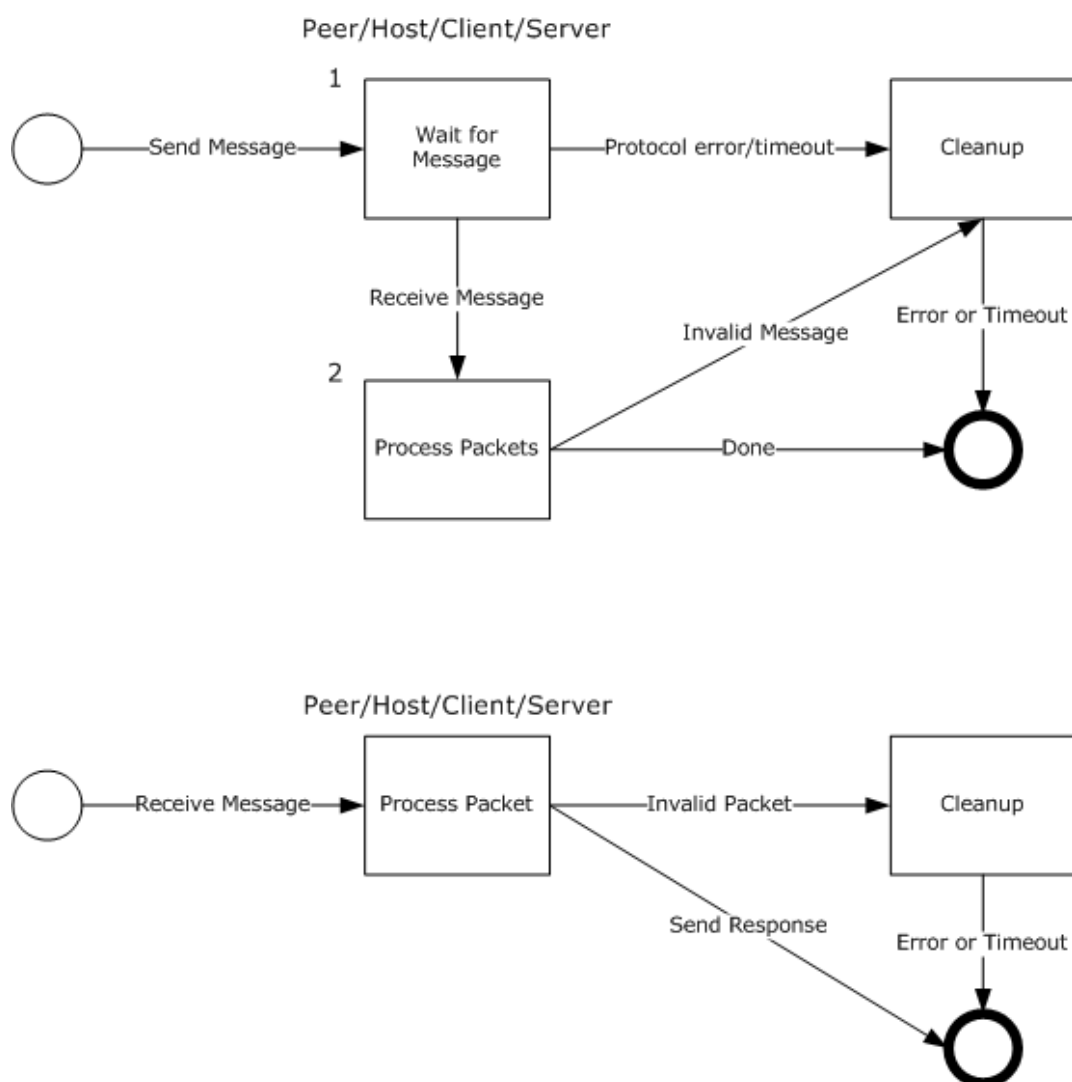 Peer/Host/Client/Server
1
Send Message
Wait for
Message
Protocol error/timeout
Cleanup
Receive Message
Invalid Message
Error or Timeout
2
Process Packets
Done
Peer/Host/Client/Server
Receive Message
Process Packet
Invalid Packet
Cleanup
Send Response
Error or Timeout